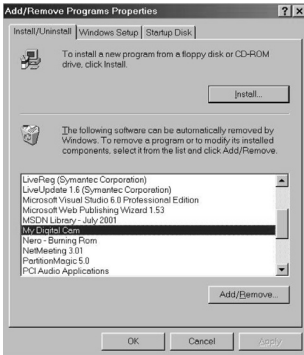 Add/Remove Programs Properties
Install/Uninstall Windows Setup Startup Disk
To install a new program from a floppy disk or CD-ROM
drive, click Install.
Install...
The following software can be automatically removed by
Windows. To remove a program or to modify its installed
components, select it from the list and click Add/Remove.
LiveReg (Symantec Corporation)
LiveUpdate 1.6 (Symantec Corporation)
Microsoft Visual Studio 6.0 Professional Edition
Microsoft Web Publishing Wizard 1.53
MSDN Library - July 2001
My Digital Cam
Nero - Burning Rom
NetMeeting 3.01
PartitionMagic 5.0
PCI Audio Applications
Add/Remove...
OK Cancel Apply